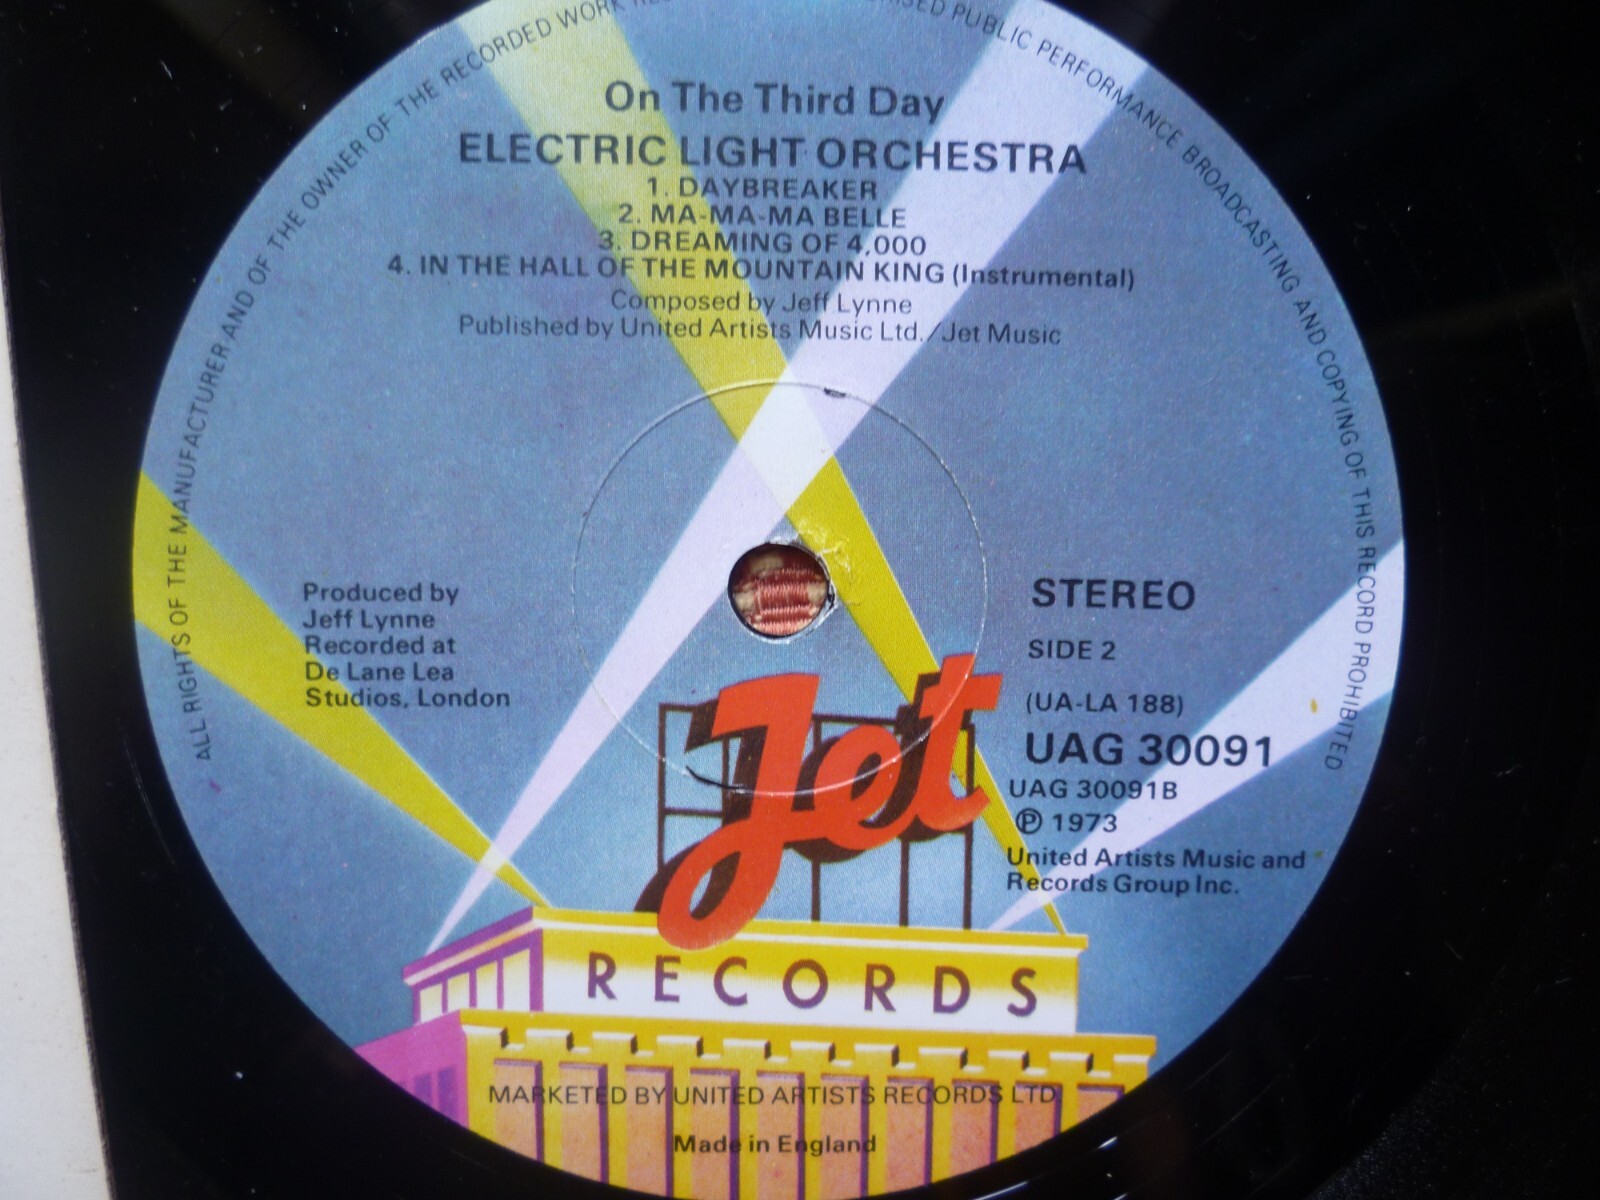 ALL RIGHTS OF THE MANUFACTURER AND OF THE OWNER OF THE RECORDED WORK PUBLIC PERFORMANCE BROADCASTING AND COPYING OF THIS RECORD PROHIBITED
On The Third Day
ELECTRIC LIGHT ORCHESTRA
1. DAYBREAKER
2. MA-MA-MA BELLE
3. DREAMING OF 4,000
4. IN THE HALL OF THE MOUNTAIN KING (Instrumental)
Composed by Jeff Lynne
Published by United Artists Music Ltd./Jet Music
Produced by
Jeff Lynne
Recorded at
De Lane Lea
Studios, London
STEREO
SIDE 2
(UA-LA 188)
UAG 30091
UAG 30091B
℗ 1973
United Artists Music and
Records Group Inc.
Jet
RECORDS
MARKETED BY UNITED ARTISTS RECORDS LTD.
Made in England